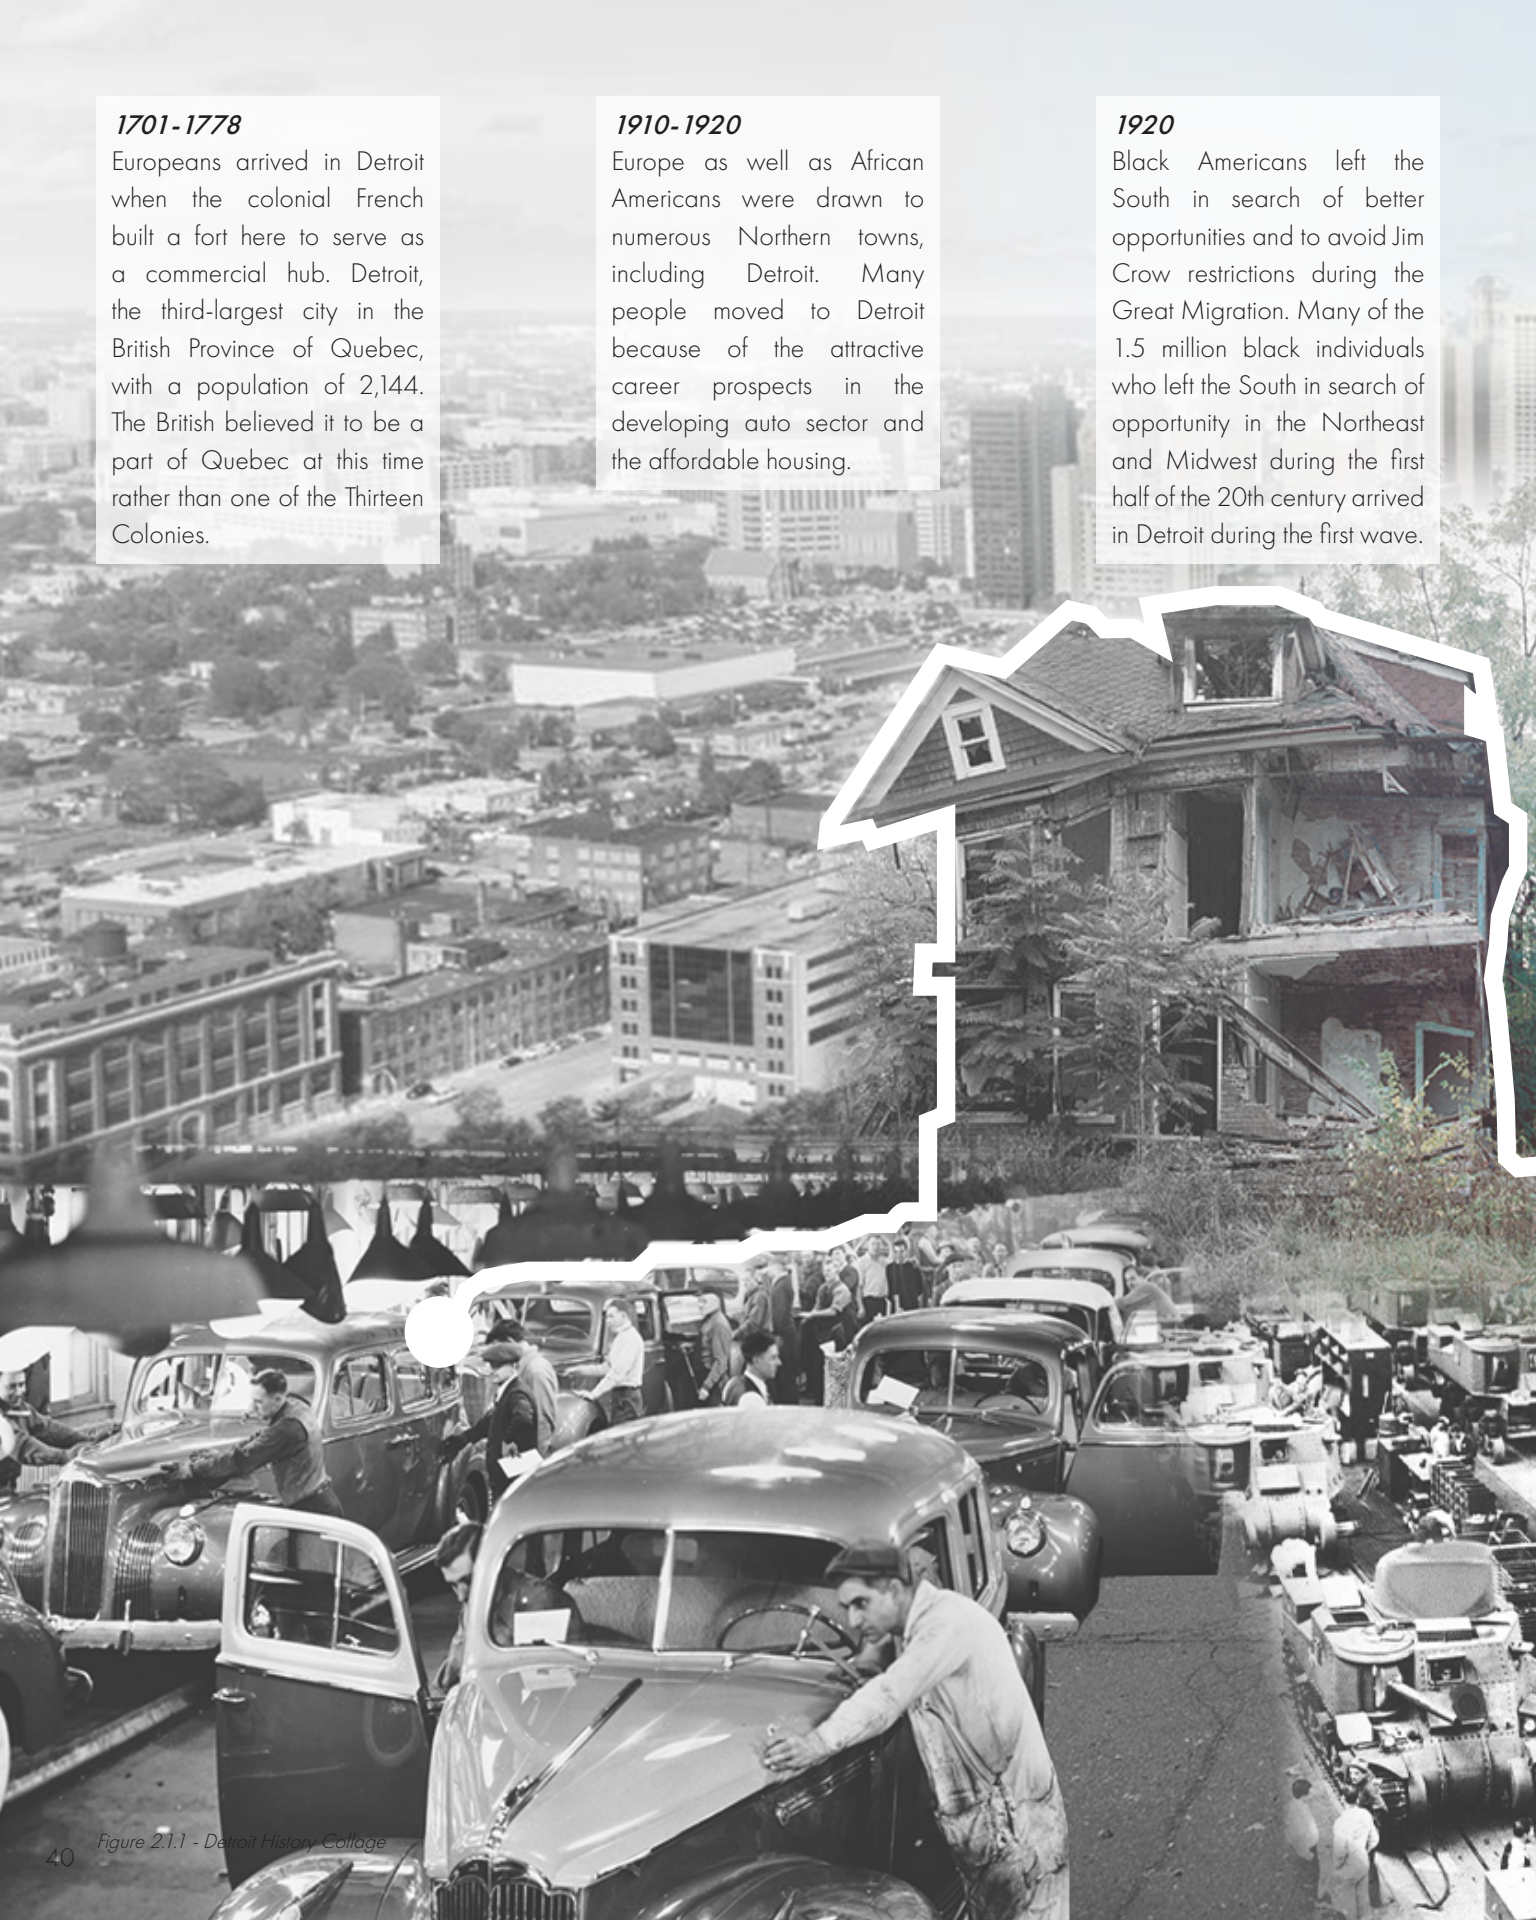 1701-1778
Europeans arrived in Detroit
when the colonial French
built a fort here to serve as
a commercial hub. Detroit,
the third-largest city in the
British Province of Quebec,
with a population of 2,144.
The British believed it to be a
part of Quebec at this time
rather than one of the Thirteen
Colonies.
1910-1920
Europe as well as African
Americans were drawn to
numerous Northern towns,
including Detroit. Many
people moved to Detroit
because of the attractive
career prospects in the
developing auto sector and
the affordable housing.
1920
Black Americans left the
South in search of better
opportunities and to avoid Jim
Crow restrictions during the
Great Migration. Many of the
1.5 million black individuals
who left the South in search of
opportunity in the Northeast
and Midwest during the first
half of the 20th century arrived
in Detroit during the first wave.
Figure 2.1.1 - Detroit History Collage
40